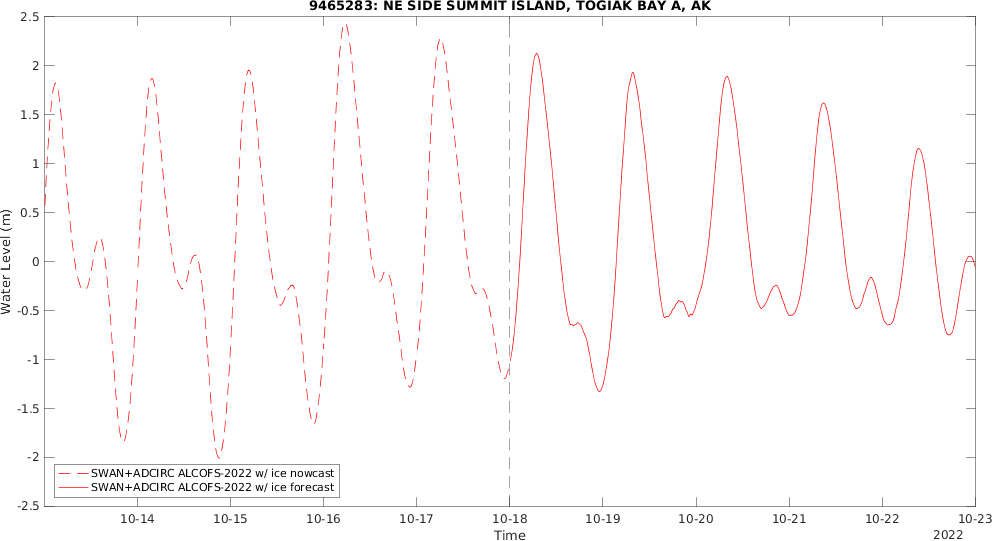 9465283: NE SIDE SUMMIT ISLAND, TOGIAK BAY A, AK
2.5
2
1.5
1
0.5
0
-0.5
-1
-1.5
-2
-2.5
Water Level (m)
SWAN+ADCIRC ALCOFS-2022 w/ ice nowcast
SWAN+ADCIRC ALCOFS-2022 w/ ice forecast
10-14 10-15 10-16 10-17 10-18 10-19 10-20 10-21 10-22 10-23
Time
2022